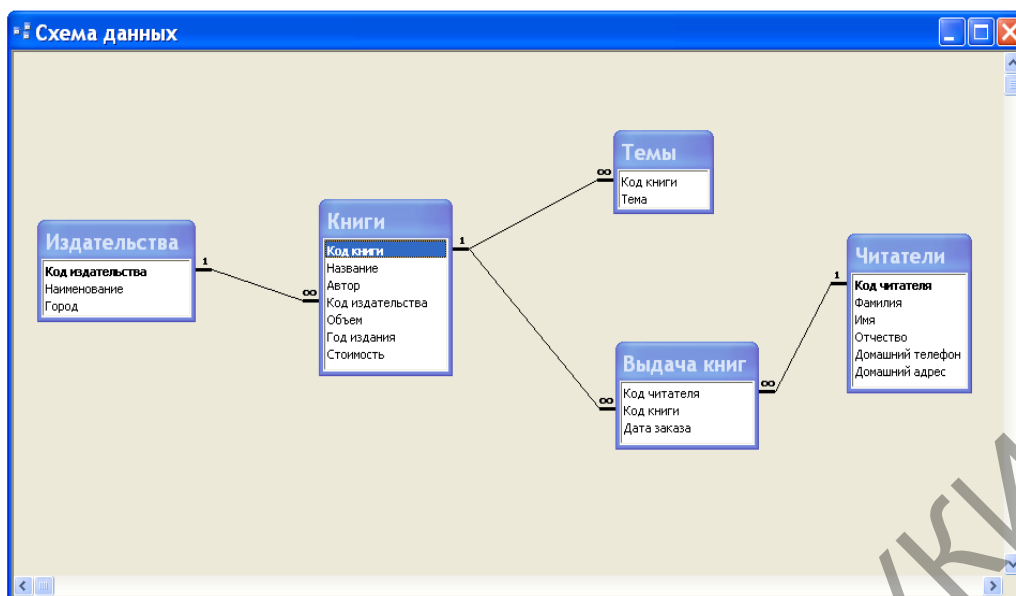 Схема данных
Издательства
Код издательства
Наименование
Город
1
∞
Книги
Код книги
Название
Автор
Код издательства
Объем
Год издания
Стоимость
1
∞
Темы
Код книги
Тема
∞
Выдача книг
Код читателя
Код книги
Дата заказа
∞
1
Читатели
Код читателя
Фамилия
Имя
Отчество
Домашний телефон
Домашний адрес